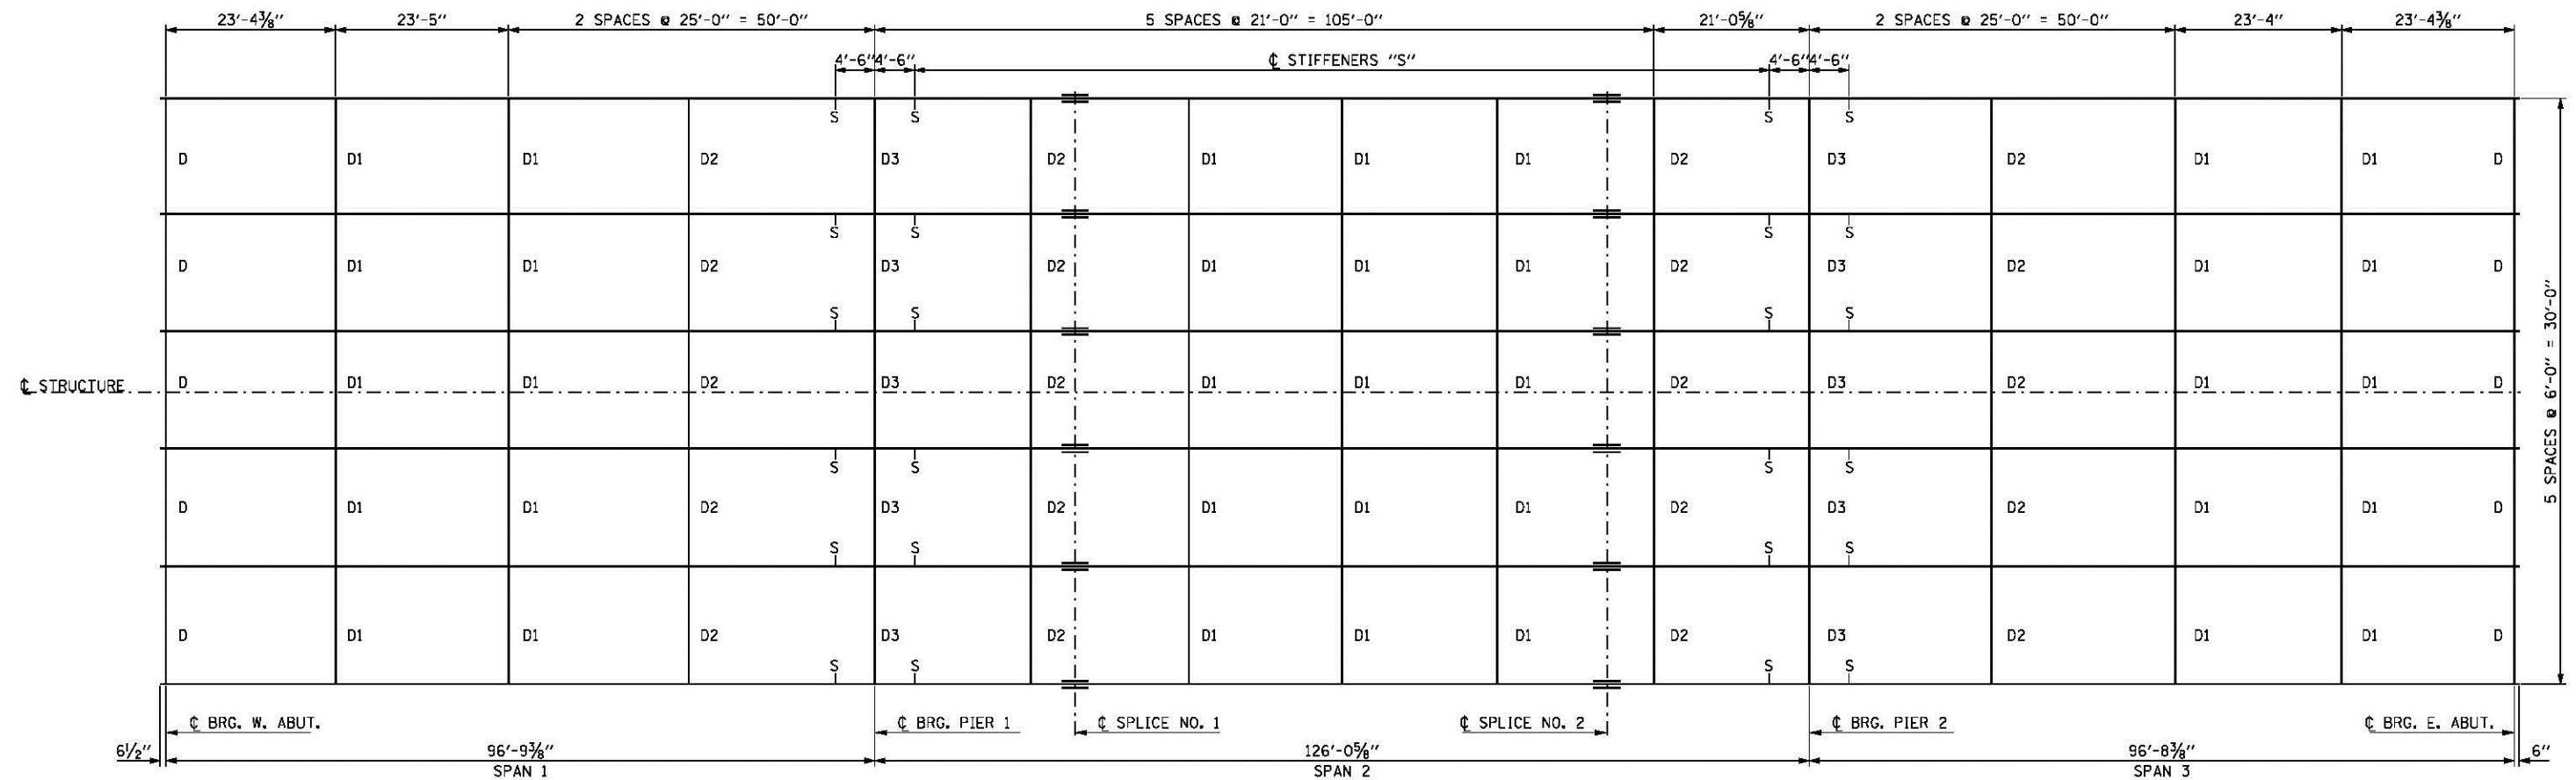 23'-4⅜" 23'-5" 2 SPACES @ 25'-0" = 50'-0" 5 SPACES @ 21'-0" = 105'-0" 21'-0⅝" 2 SPACES @ 25'-0" = 50'-0" 23'-4" 23'-4⅜"
4'-6" 4'-6" ℄ STIFFENERS "S" 4'-6" 4'-6"
S S S S
D D1 D1 D2 D3 D2 D1 D1 D1 D2 D3 D2 D1 D1 D
S S S S
D D1 D1 D2 D3 D2 D1 D1 D1 D2 D3 D2 D1 D1 D
S S S S
℄ STRUCTURE D D1 D1 D2 D3 D2 D1 D1 D1 D2 D3 D2 D1 D1 D
5 SPACES @ 6'-0" = 30'-0"
S S S S
D D1 D1 D2 D3 D2 D1 D1 D1 D2 D3 D2 D1 D1 D
S S S S
D D1 D1 D2 D3 D2 D1 D1 D1 D2 D3 D2 D1 D1 D
S S S S
℄ BRG. W. ABUT. ℄ BRG. PIER 1 ℄ SPLICE NO. 1 ℄ SPLICE NO. 2 ℄ BRG. PIER 2 ℄ BRG. E. ABUT.
6½" 96'-9⅜" 126'-0⅝" 96'-8⅜" 6"
SPAN 1 SPAN 2 SPAN 3